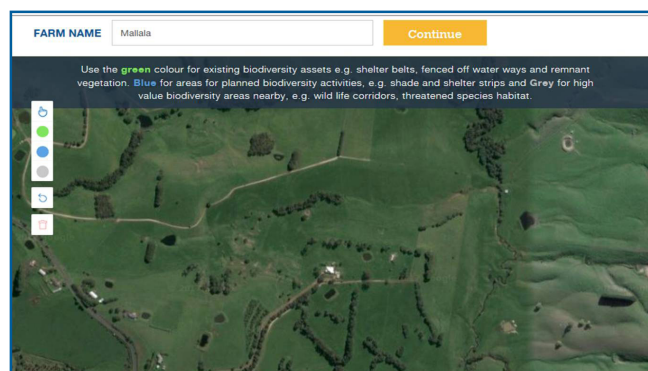 FARM NAME Mallala Continue
Use the green colour for existing biodiversity assets e.g. shelter belts, fenced off water ways and remnant
vegetation. Blue for areas for planned biodiversity activities, e.g. shade and shelter strips and Grey for high
value biodiversity areas nearby, e.g. wild life corridors, threatened species habitat.